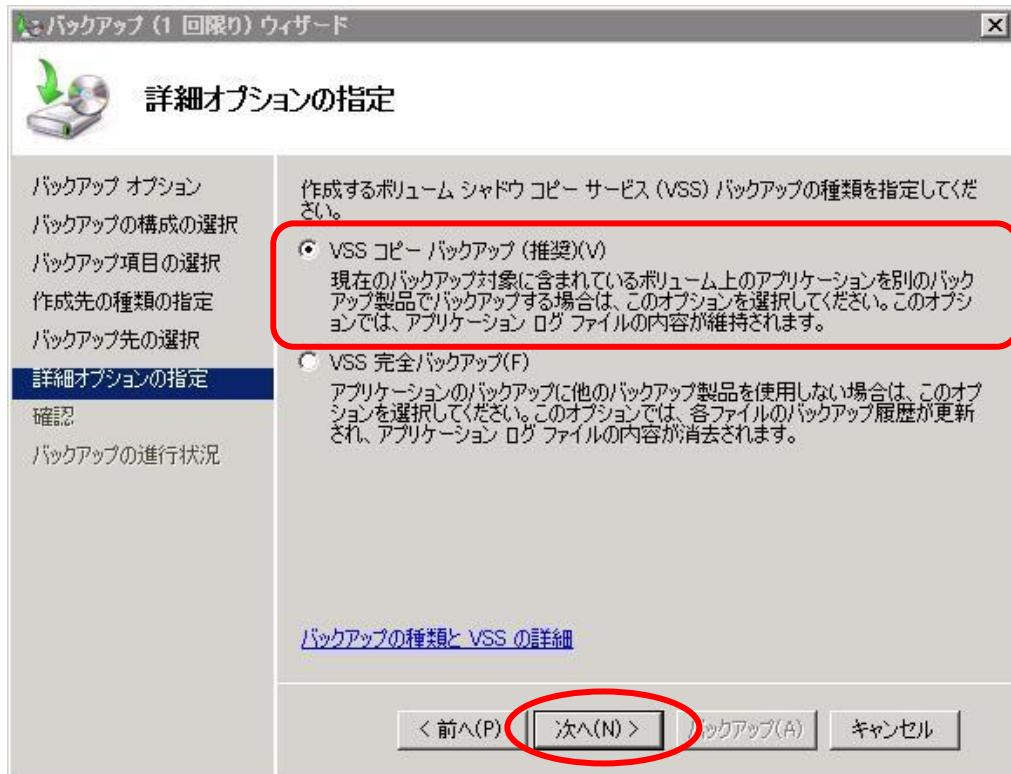 バックアップ (1 回限り) ウィザード
詳細オプションの指定
バックアップ オプション
バックアップの構成の選択
バックアップ項目の選択
作成先の種類の指定
バックアップ先の選択
詳細オプションの指定
確認
バックアップの進行状況
作成するボリューム シャドウ コピー サービス (VSS) バックアップの種類を指定してくだ
さい。
VSS コピー バックアップ (推奨)(V)
現在のバックアップ対象に含まれているボリューム上のアプリケーションを別のバック
アップ製品でバックアップする場合は、このオプションを選択してください。このオプシ
ョンでは、アプリケーション ログ ファイルの内容が維持されます。
VSS 完全バックアップ(F)
アプリケーションのバックアップに他のバックアップ製品を使用しない場合は、このオプ
ションを選択してください。このオプションでは、各ファイルのバックアップ履歴が更新
され、アプリケーション ログ ファイルの内容が消去されます。
バックアップの種類と VSS の詳細
< 前へ(P)
次へ(N) >
バックアップ(A)
キャンセル